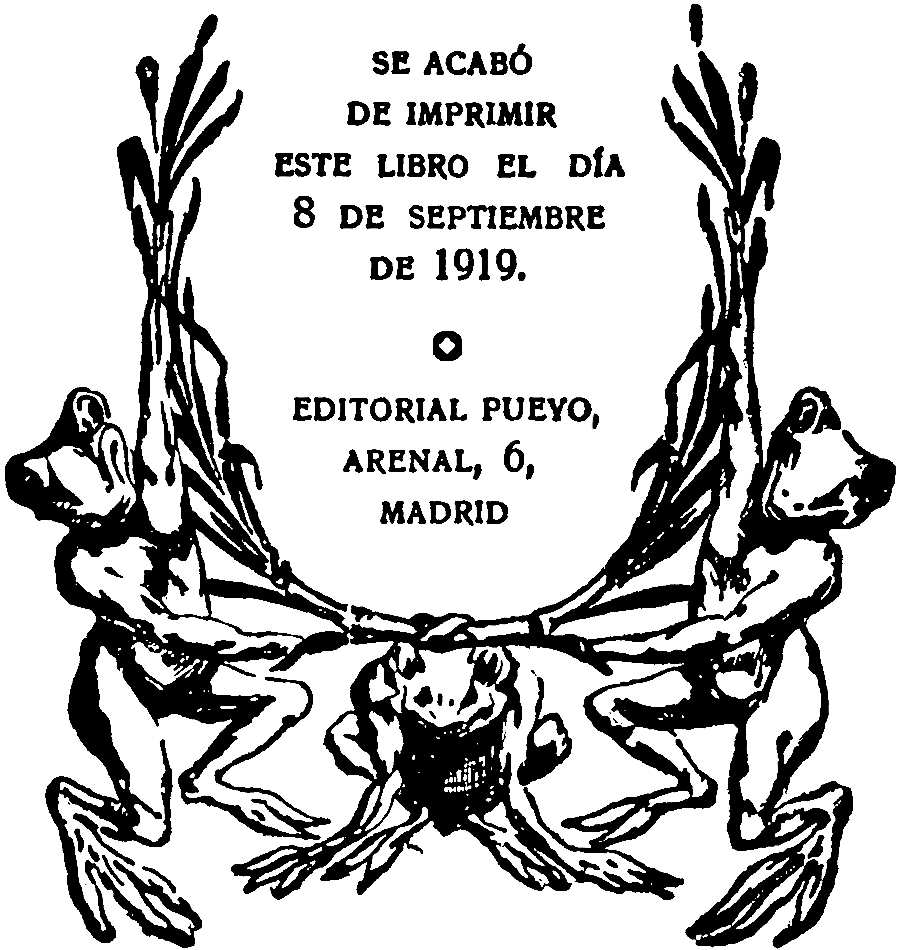 SE ACABÓ
DE IMPRIMIR
ESTE LIBRO EL DÍA
8 DE SEPTIEMBRE
DE 1919.
EDITORIAL PUEYO,
ARENAL, 6,
MADRID